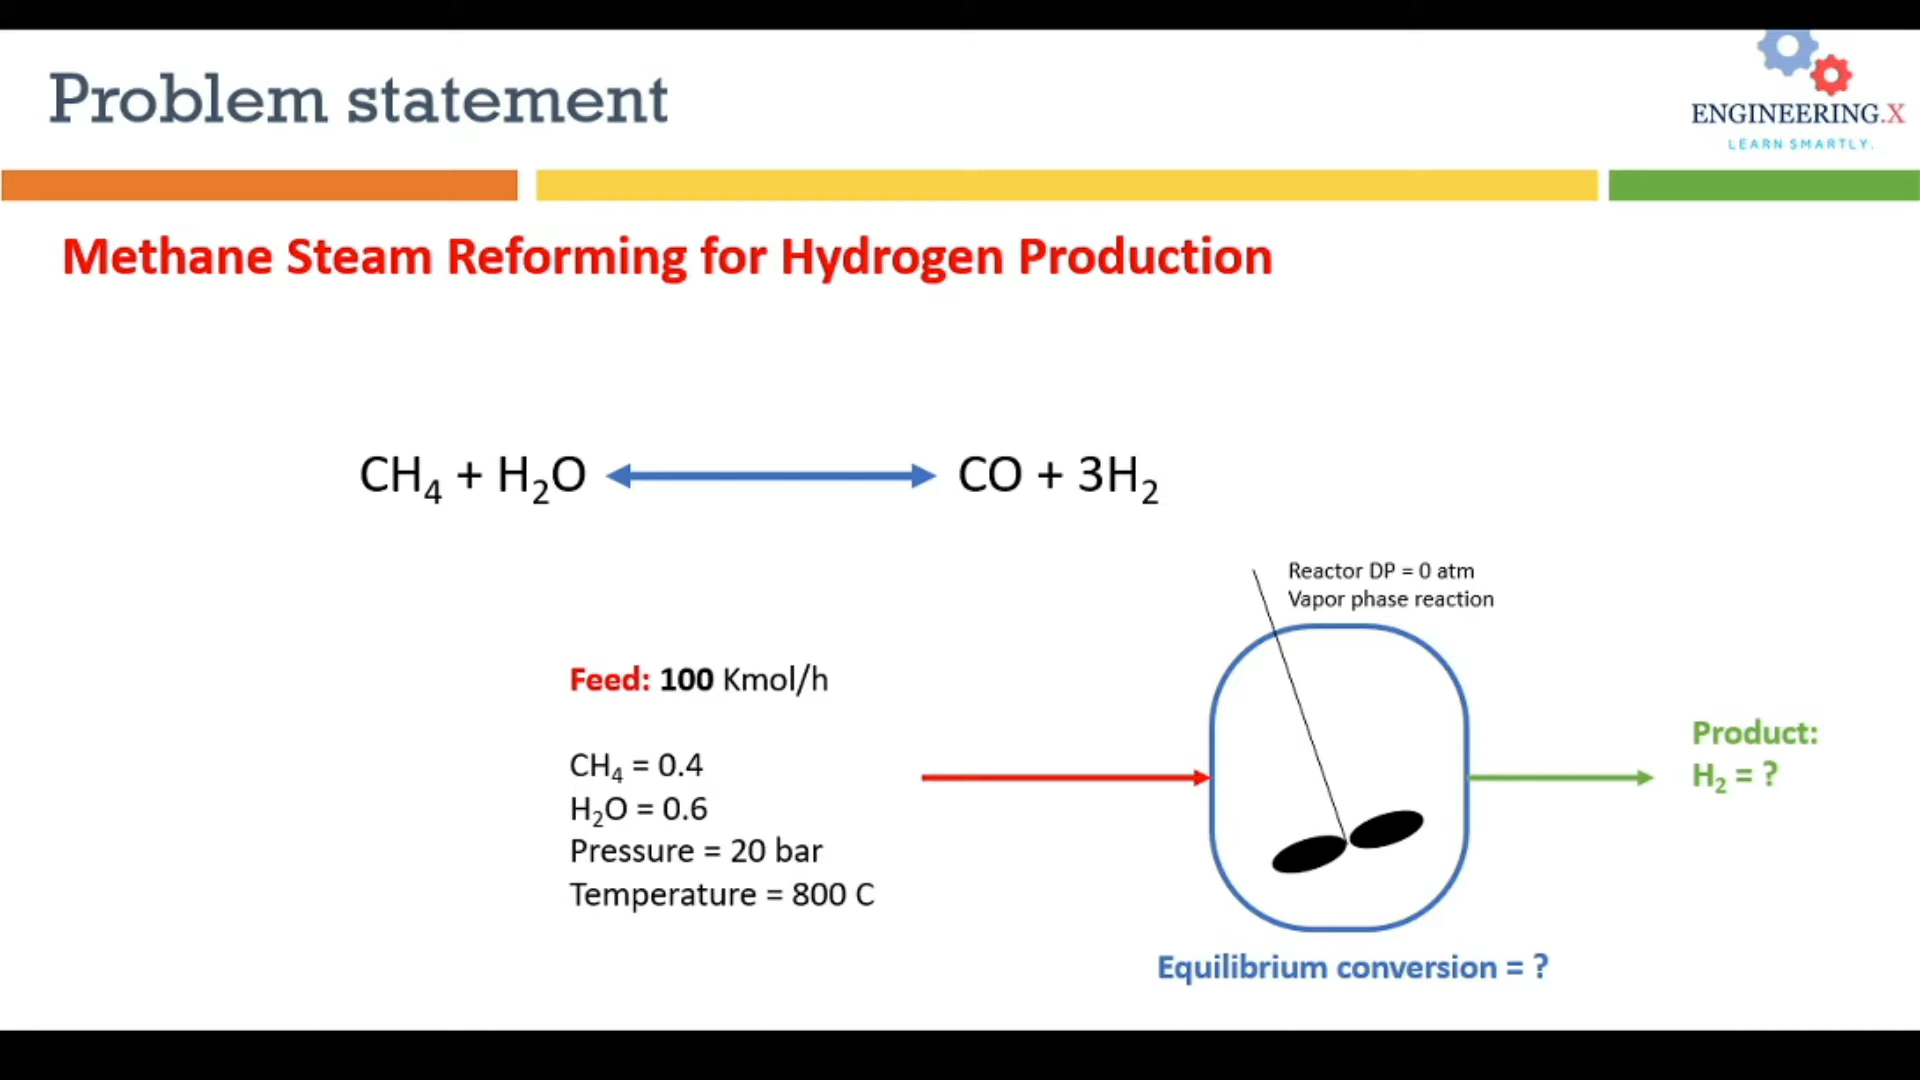 Problem statement
ENGINEERING.X
LEARN SMARTLY.
Methane Steam Reforming for Hydrogen Production
CH₄ + H₂O CO + 3H₂
Reactor DP = 0 atm
Vapor phase reaction
Feed: 100 Kmol/h
CH₄ = 0.4
H₂O = 0.6
Pressure = 20 bar
Temperature = 800 C
Product:
H₂ = ?
Equilibrium conversion = ?